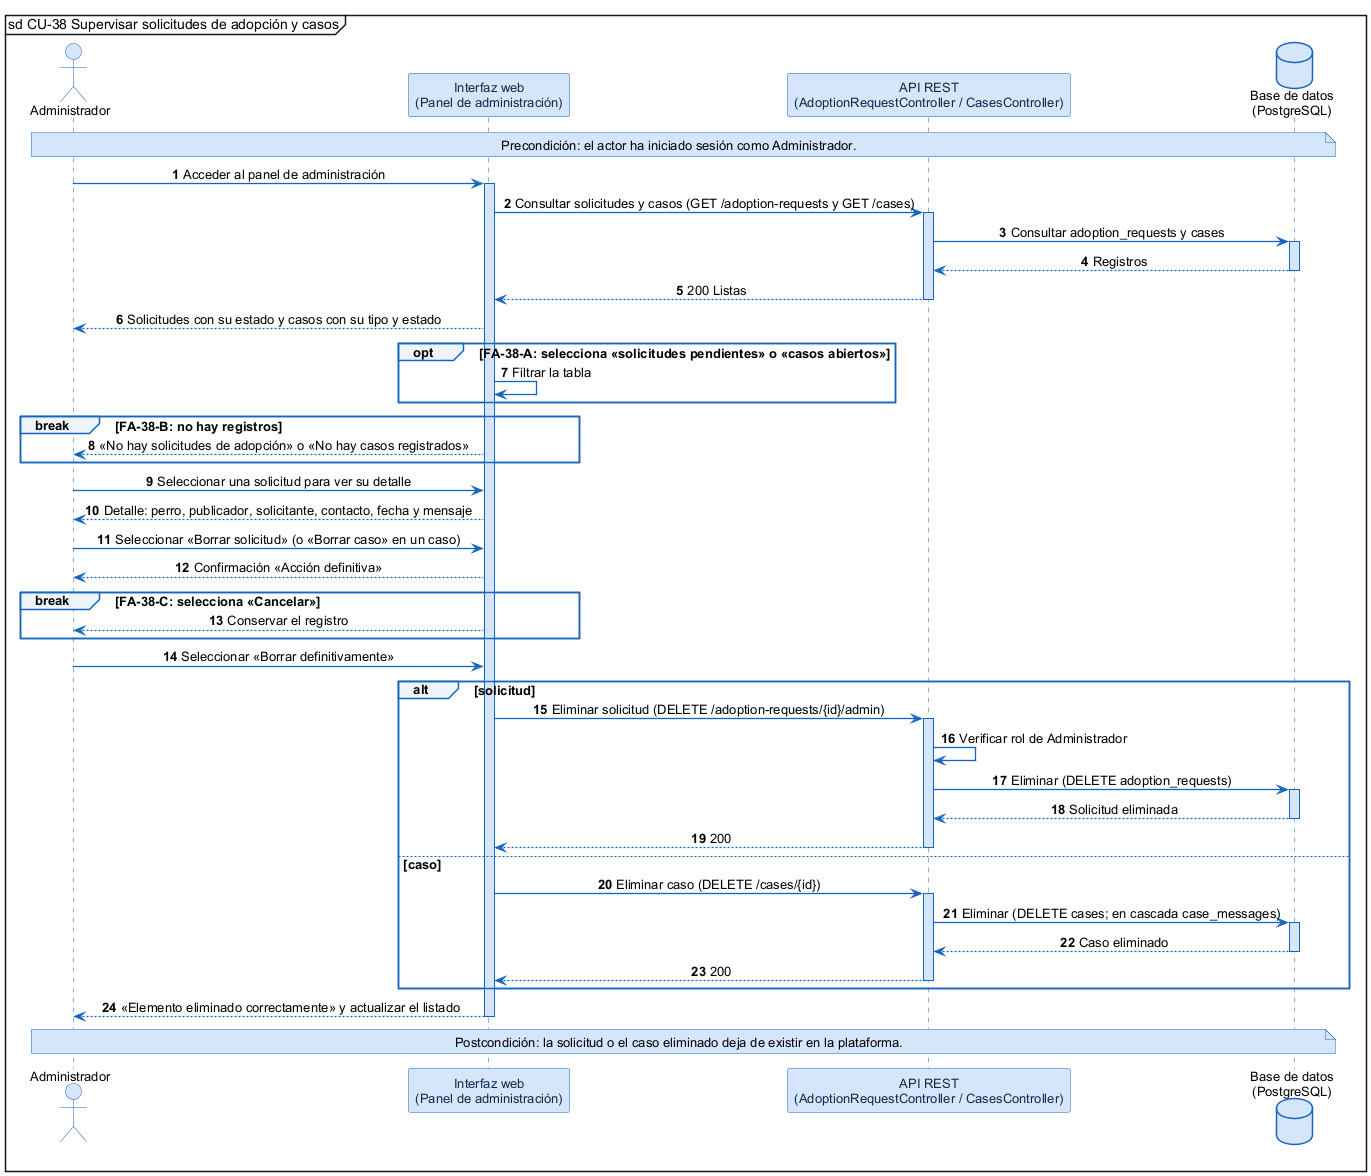 sd CU-38 Supervisar solicitudes de adopción y casos
Administrador
Interfaz web
(Panel de administración)
API REST
(AdoptionRequestController / CasesController)
Base de datos
(PostgreSQL)
Precondición: el actor ha iniciado sesión como Administrador.
1 Acceder al panel de administración
2 Consultar solicitudes y casos (GET /adoption-requests y GET /cases)
3 Consultar adoption_requests y cases
4 Registros
5 200 Listas
6 Solicitudes con su estado y casos con su tipo y estado
opt [FA-38-A: selecciona «solicitudes pendientes» o «casos abiertos»]
7 Filtrar la tabla
break [FA-38-B: no hay registros]
8 «No hay solicitudes de adopción» o «No hay casos registrados»
9 Seleccionar una solicitud para ver su detalle
10 Detalle: perro, publicador, solicitante, contacto, fecha y mensaje
11 Seleccionar «Borrar solicitud» (o «Borrar caso» en un caso)
12 Confirmación «Acción definitiva»
break [FA-38-C: selecciona «Cancelar»]
13 Conservar el registro
14 Seleccionar «Borrar definitivamente»
alt [solicitud]
15 Eliminar solicitud (DELETE /adoption-requests/{id}/admin)
16 Verificar rol de Administrador
17 Eliminar (DELETE adoption_requests)
18 Solicitud eliminada
19 200
[caso]
20 Eliminar caso (DELETE /cases/{id})
21 Eliminar (DELETE cases; en cascada case_messages)
22 Caso eliminado
23 200
24 «Elemento eliminado correctamente» y actualizar el listado
Postcondición: la solicitud o el caso eliminado deja de existir en la plataforma.
Administrador
Interfaz web
(Panel de administración)
API REST
(AdoptionRequestController / CasesController)
Base de datos
(PostgreSQL)